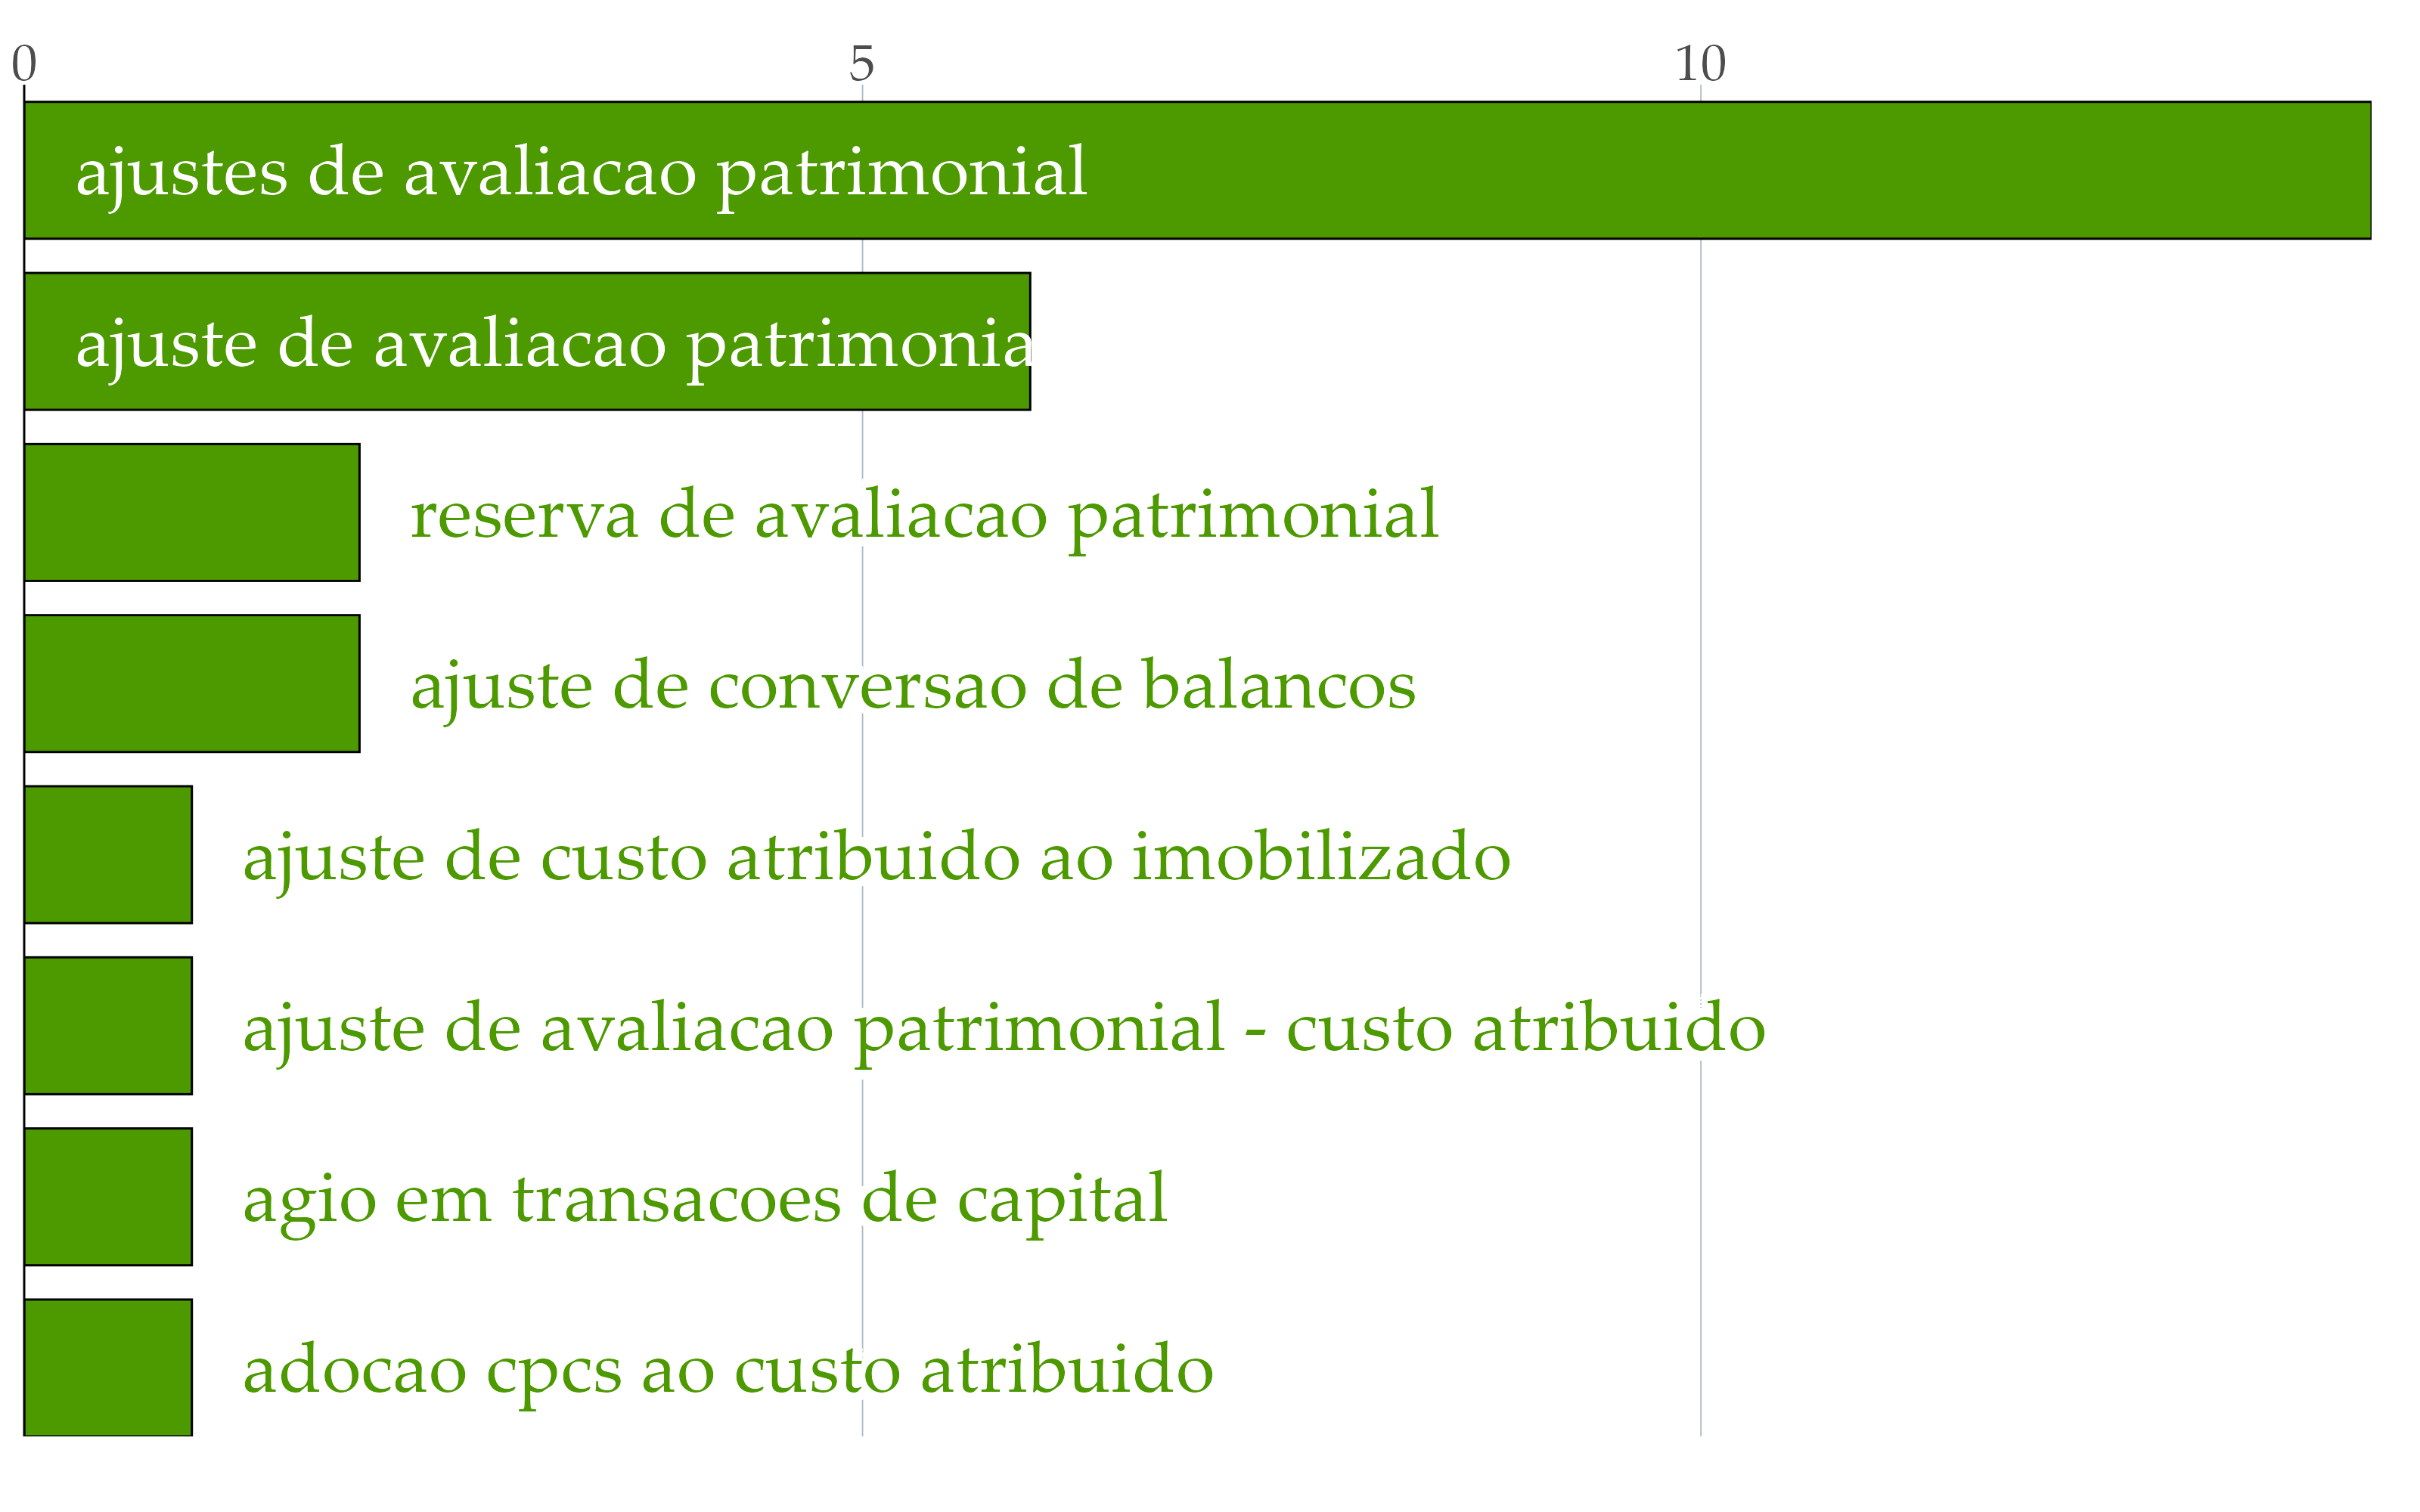 0 5 10
ajustes de avaliacao patrimonial
ajuste de avaliacao patrimonia
reserva de avaliacao patrimonial
ajuste de conversao de balancos
ajuste de custo atribuido ao imobilizado
ajuste de avaliacao patrimonial - custo atribuido
agio em transacoes de capital
adocao cpcs ao custo atribuido